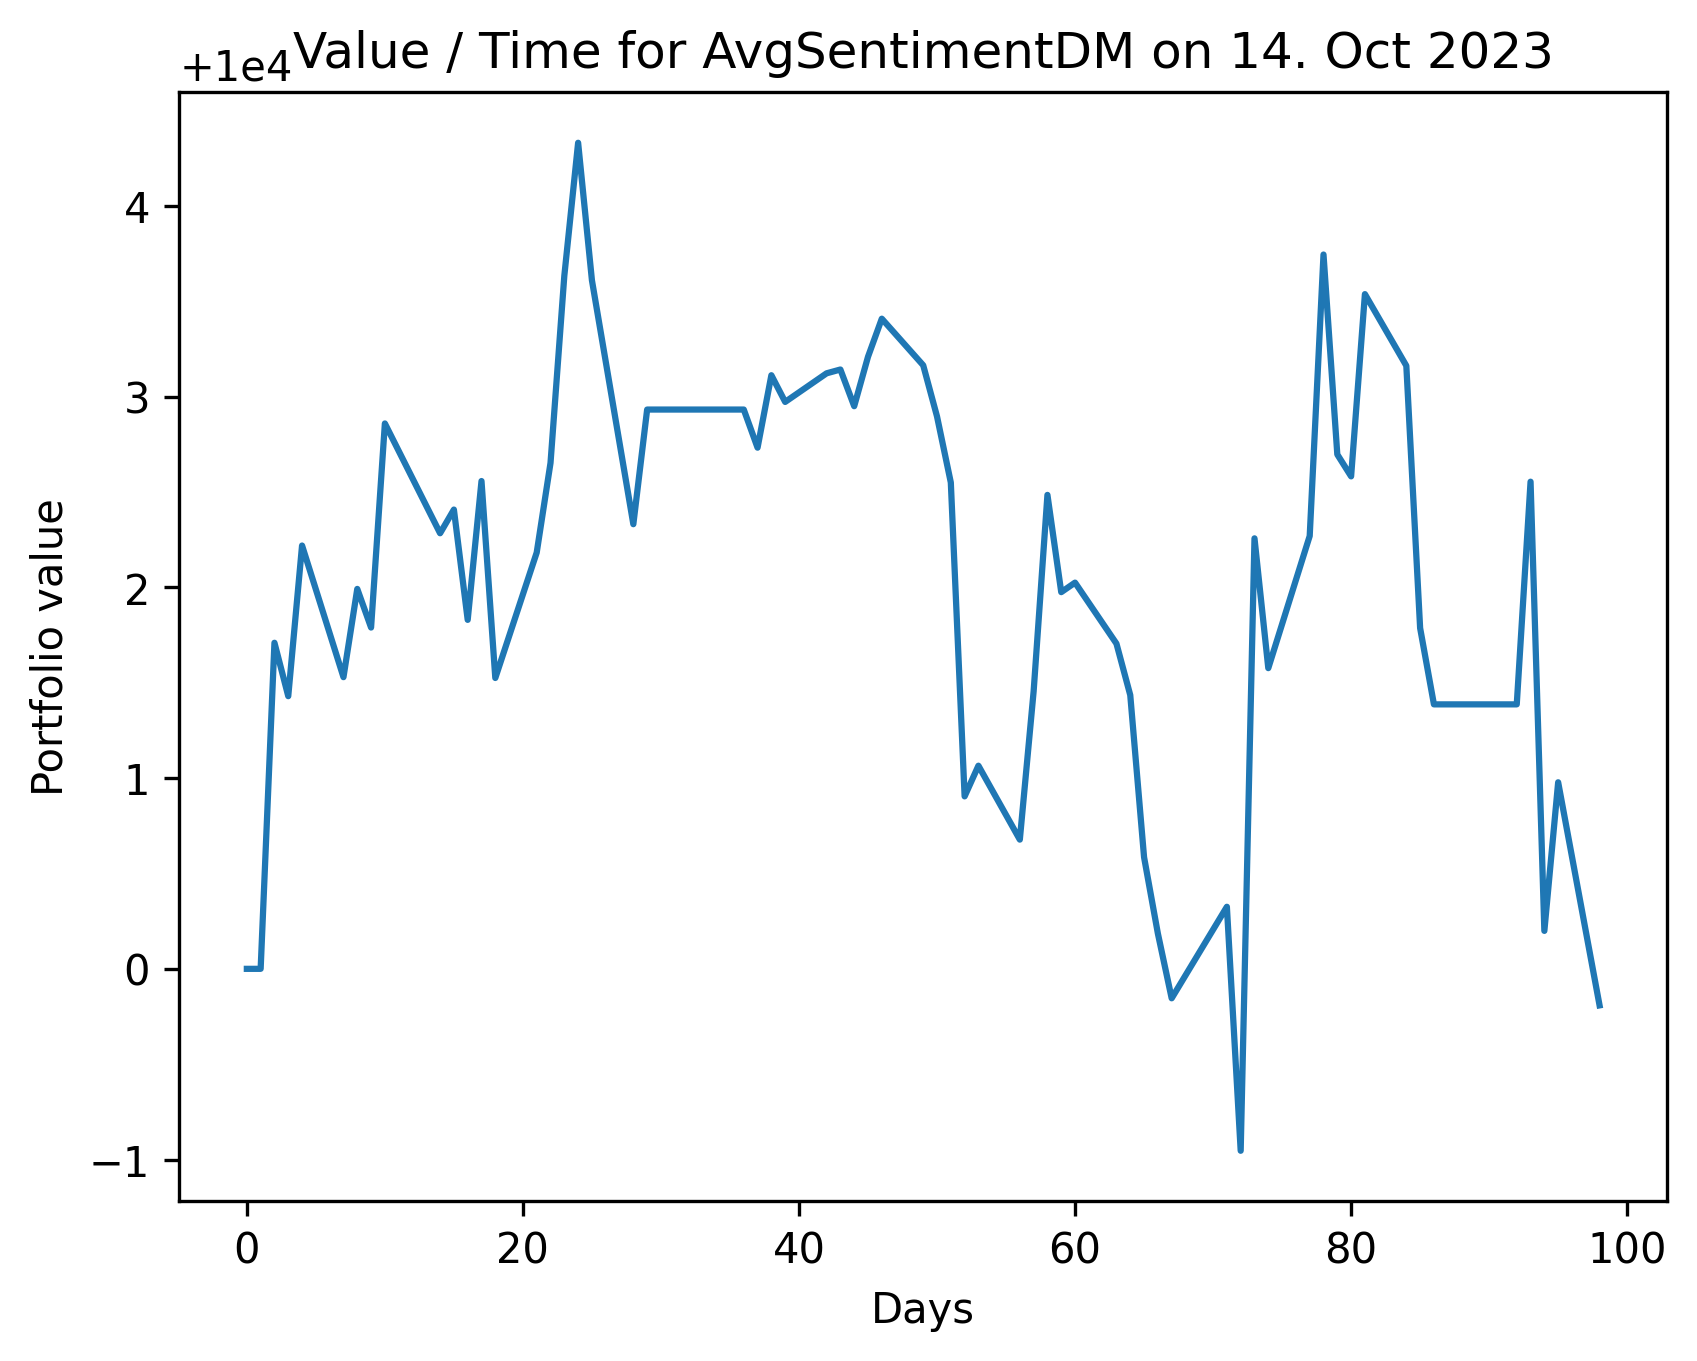 Value / Time for AvgSentimentDM on 14. Oct 2023
+1e4
4
3
2
1
0
−1
Portfolio value
0 20 40 60 80 100
Days